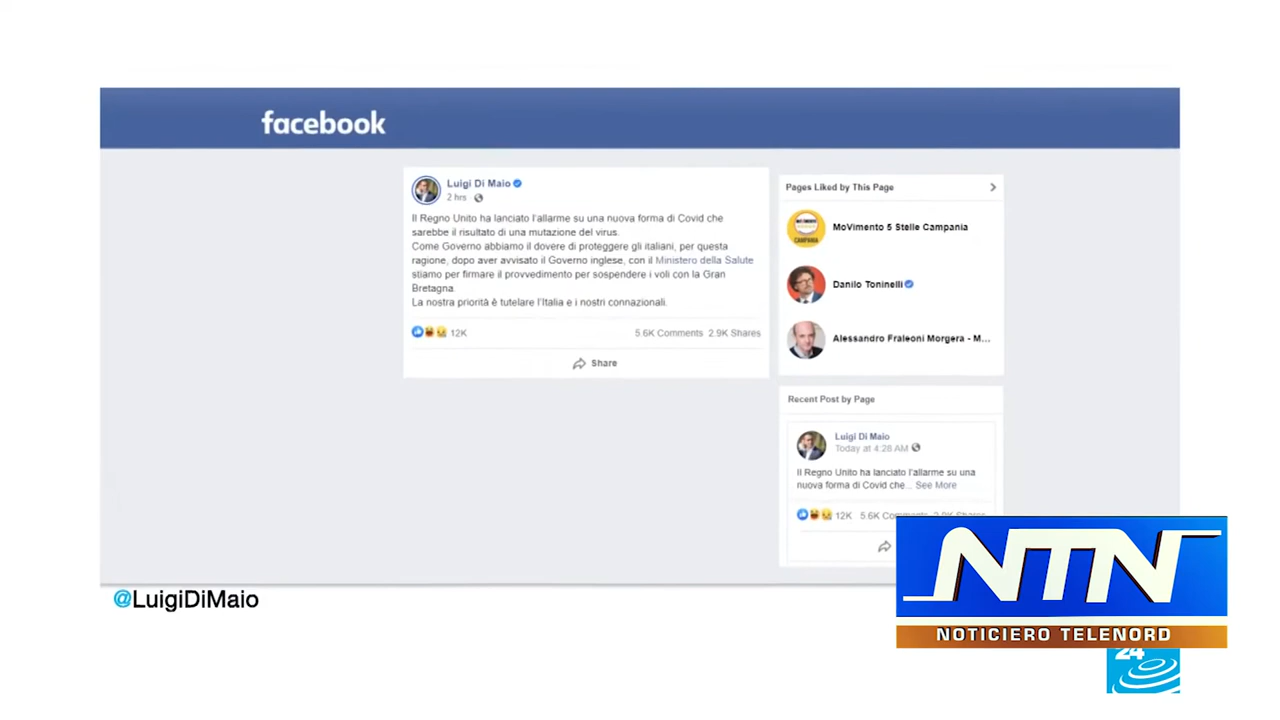 facebook
Luigi Di Maio
2 hrs
Il Regno Unito ha lanciato l'allarme su una nuova forma di Covid che
sarebbe il risultato di una mutazione del virus.
Come Governo abbiamo il dovere di proteggere gli italiani, per questa
ragione, dopo aver avvisato il Governo inglese, con il Ministero della Salute
stiamo per firmare il provvedimento per sospendere i voli con la Gran
Bretagna.
La nostra priorità è tutelare l'Italia e i nostri connazionali.
12K 5.6K Comments 2.9K Shares
Share
Pages Liked by This Page
MOVIMENTO
CAMPANIA
MoVimento 5 Stelle Campania
Danilo Toninelli
Alessandro Fraleoni Morgera - M...
Recent Post by Page
Luigi Di Maio
Today at 4:28 AM
Il Regno Unito ha lanciato l'allarme su una
nuova forma di Covid che... See More
12K 5.6K Comments 2.9K Shares
@LuigiDiMaio
NTN
NOTICIERO TELENORD
24